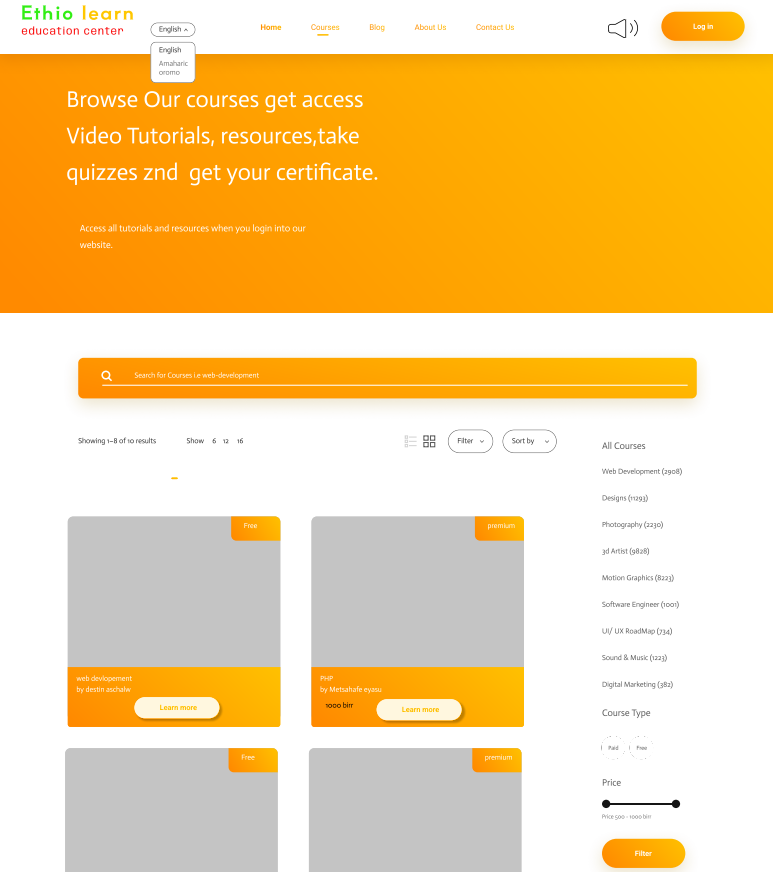 Ethio learn
education center
English
English
Amaharic
oromo
Home
Courses
Blog
About Us
Contact Us
Log in
Browse Our courses get access
Video Tutorials, resources,take
quizzes znd get your certificate.
Access all tutorials and resources when you login into our
website.
Search for Courses i.e web-development
Showing 1–8 of 10 results
Show 6 12 16
Filter
Sort by
Free
web devlopement
by destin aschalw
Learn more
premium
PHP
by Metsahafe eyasu
1000 birr
Learn more
Free
premium
All Courses
Web Development (2908)
Designs (11293)
Photography (2230)
3d Artist (9828)
Motion Graphics (8223)
Software Engineer (1001)
UI/ UX RoadMap (734)
Sound & Music (1223)
Digital Marketing (382)
Course Type
Paid
Free
Price
Price 500 - 1000 birr
Filter